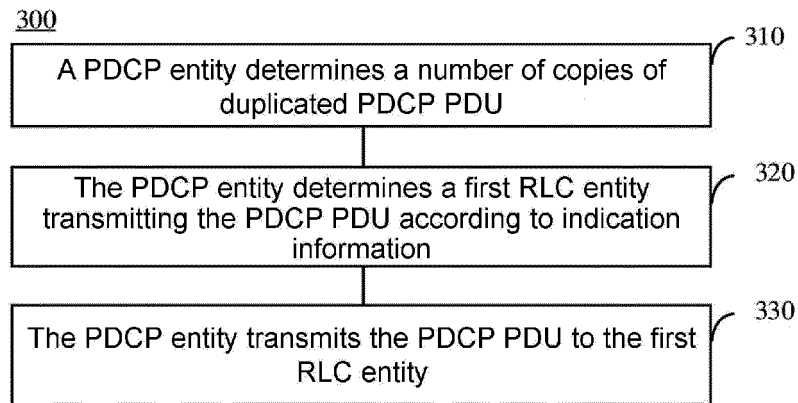 300
310
A PDCP entity determines a number of copies of
duplicated PDCP PDU
320
The PDCP entity determines a first RLC entity
transmitting the PDCP PDU according to indication
information
330
The PDCP entity transmits the PDCP PDU to the first
RLC entity